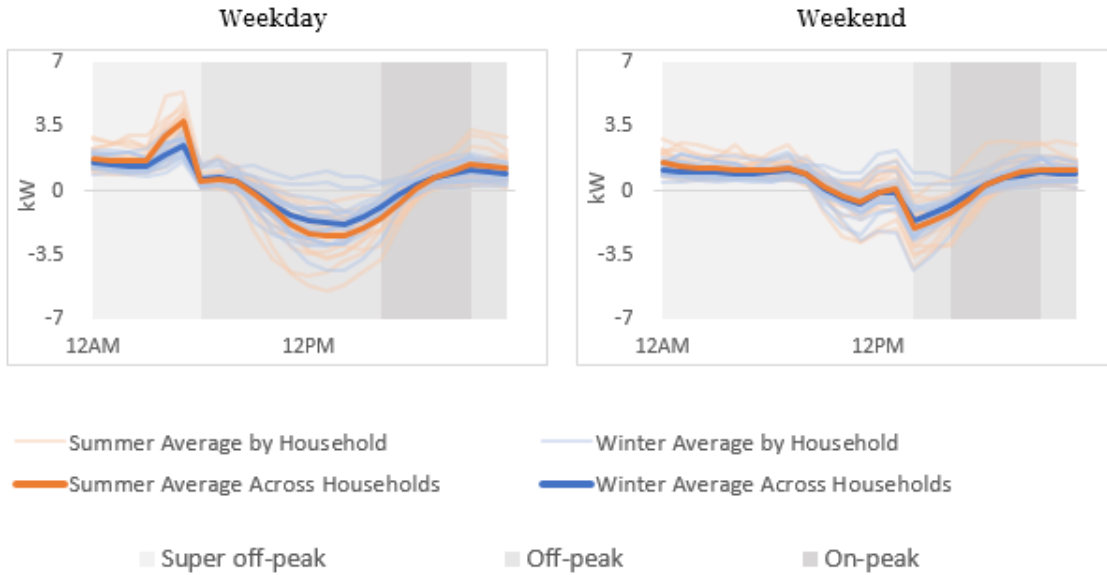 Weekday
Weekend
7
3.5
0
-3.5
-7
kW
12AM
12PM
7
3.5
0
-3.5
-7
kW
12AM
12PM
Summer Average by Household
Winter Average by Household
Summer Average Across Households
Winter Average Across Households
Super off-peak
Off-peak
On-peak